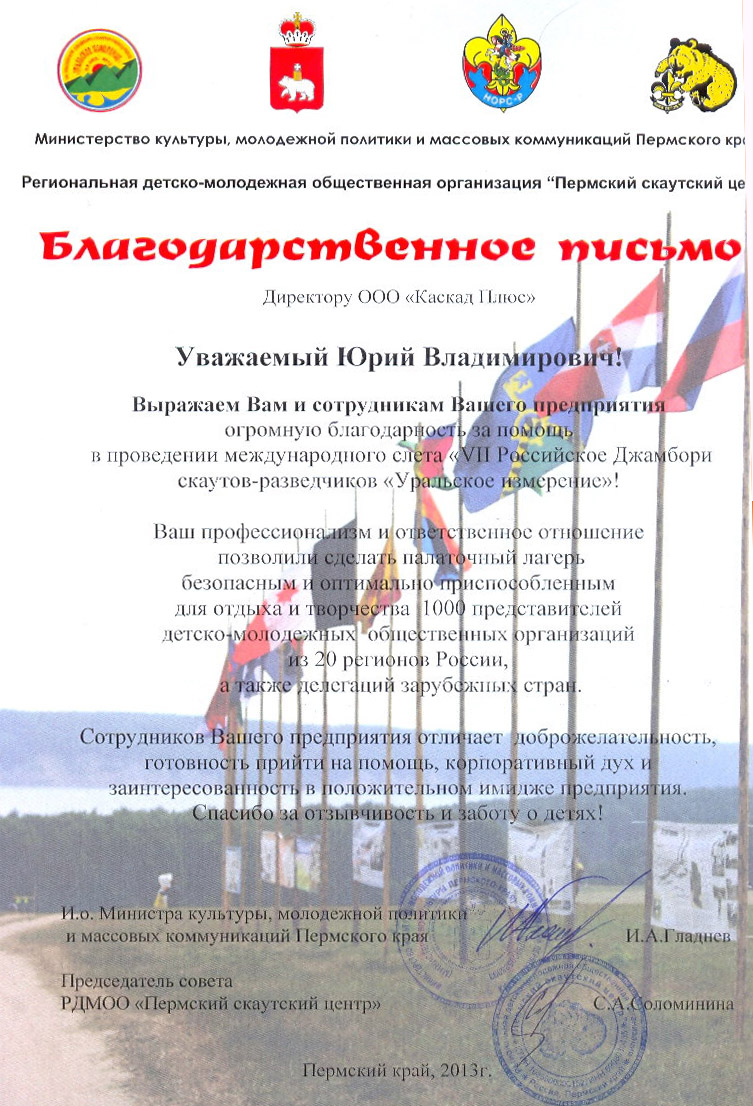 НОРС-Р
Министерство культуры, молодежной политики и массовых коммуникаций Пермского кра
Региональная детско-молодежная общественная организация “Пермский скаутский це
Благодарственное письмо
Директору ООО «Каскад Плюс»
Уважаемый Юрий Владимирович!
Выражаем Вам и сотрудникам Вашего предприятия
огромную благодарность за помощь
в проведении международного слета «VII Российское Джамбори
скаутов-разведчиков «Уральское измерение»!
Ваш профессионализм и ответственное отношение
позволили сделать палаточный лагерь
безопасным и оптимально приспособленным
для отдыха и творчества 1000 представителей
детско-молодежных общественных организаций
из 20 регионов России,
а также делегаций зарубежных стран.
Сотрудников Вашего предприятия отличает доброжелательность,
готовность прийти на помощь, корпоративный дух и
заинтересованность в положительном имидже предприятия.
Спасибо за отзывчивость и заботу о детях!
И.о. Министра культуры, молодежной политики
и массовых коммуникаций Пермского края И.А.Гладнев
Председатель совета
РДМОО «Пермский скаутский центр» С.А.Соломинина
Пермский край, 2013г.